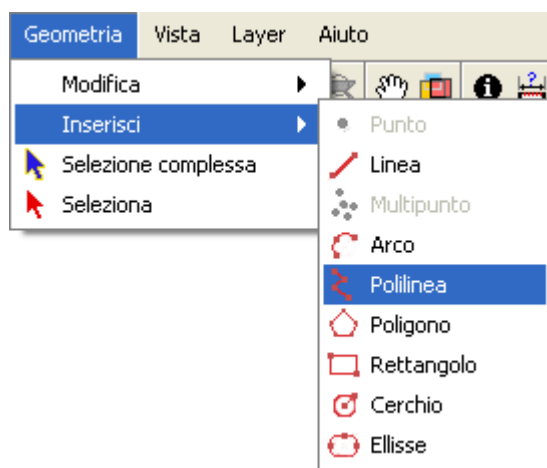 Geometria Vista Layer Aiuto
Modifica
Inserisci
Selezione complessa
Seleziona
Punto
Linea
Multipunto
Arco
Polilinea
Poligono
Rettangolo
Cerchio
Ellisse